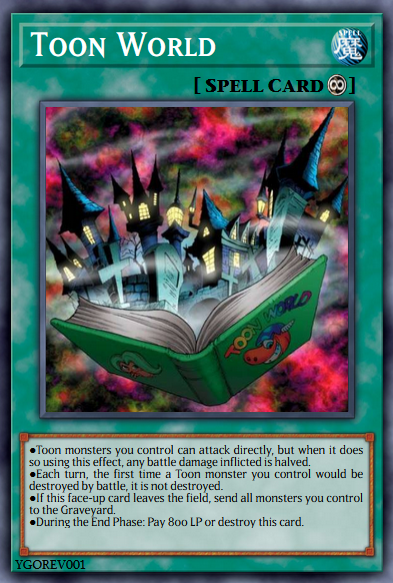 Toon World
SPELL
魔
[ Spell Card ]
TOON WORLD
●Toon monsters you control can attack directly, but when it does
so using this effect, any battle damage inflicted is halved.
●Each turn, the first time a Toon monster you control would be
destroyed by battle, it is not destroyed.
●If this face-up card leaves the field, send all monsters you control
to the Graveyard.
●During the End Phase: Pay 800 LP or destroy this card.
YGOREV001